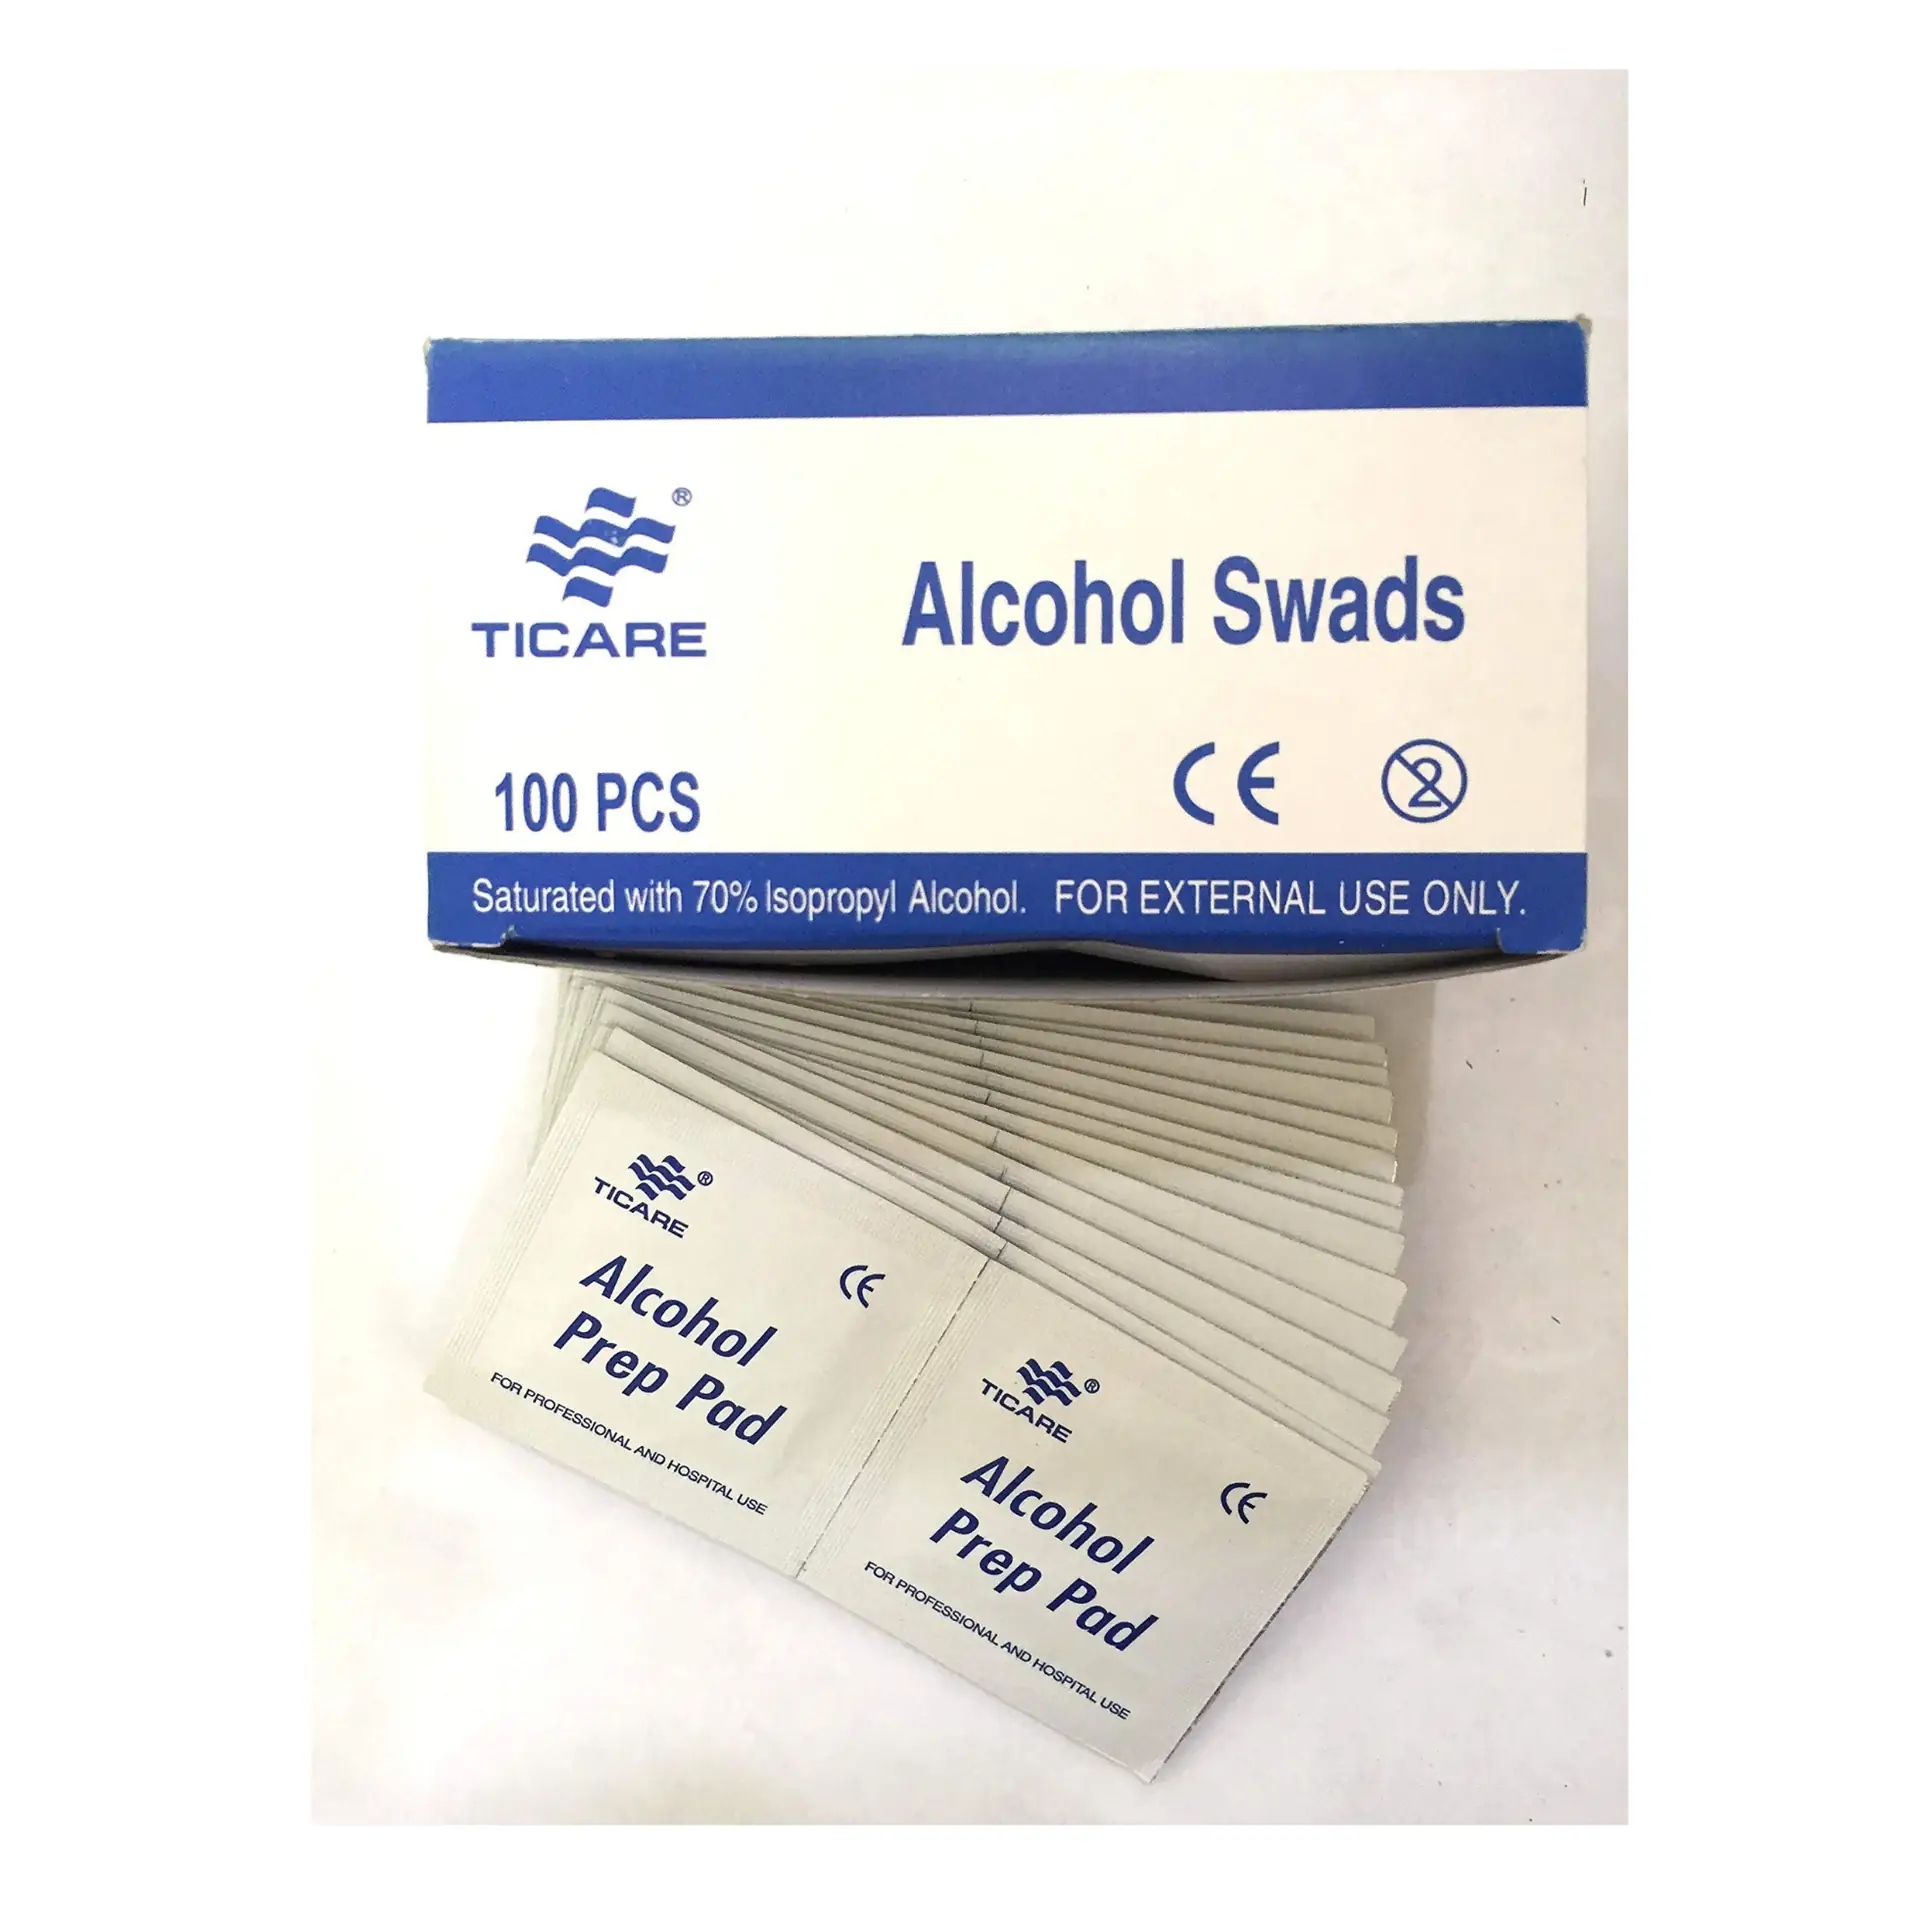 ®
TICARE
Alcohol Swads
100 PCS
CE
2
Saturated with 70% Isopropyl Alcohol. FOR EXTERNAL USE ONLY.
®
TICARE
CE
Alcohol
Prep Pad
FOR PROFESSIONAL AND HOSPITAL USE
®
TICARE
CE
Alcohol
Prep Pad
FOR PROFESSIONAL AND HOSPITAL USE